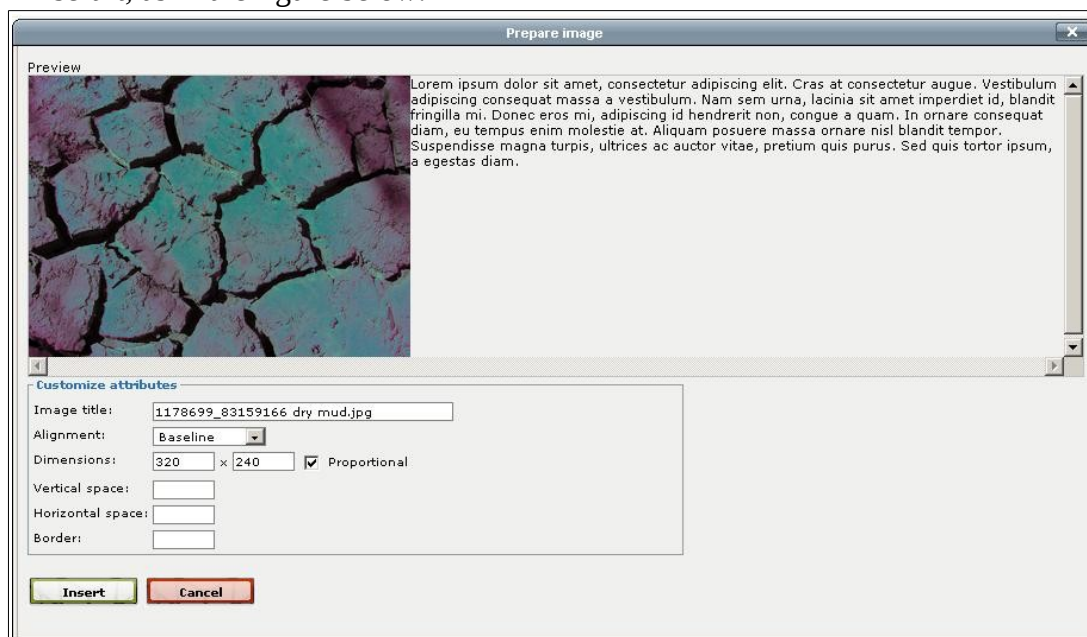 Prepare image
Preview
Lorem ipsum dolor sit amet, consectetur adipiscing elit. Cras at consectetur augue. Vestibulum
adipiscing consequat massa a vestibulum. Nam sem urna, lacinia sit amet imperdiet id, blandit
fringilla mi. Donec eros mi, adipiscing id hendrerit non, congue a quam. In ornare consequat
diam, eu tempus enim molestie at. Aliquam posuere massa ornare nisl blandit tempor.
Suspendisse magna turpis, ultrices ac auctor vitae, pretium quis purus. Sed quis tortor ipsum,
a egestas diam.
Customize attributes
Image title: 1178699_83159166 dry mud.jpg
Alignment: Baseline
Dimensions: 320 x 240 Proportional
Vertical space:
Horizontal space:
Border:
Insert Cancel